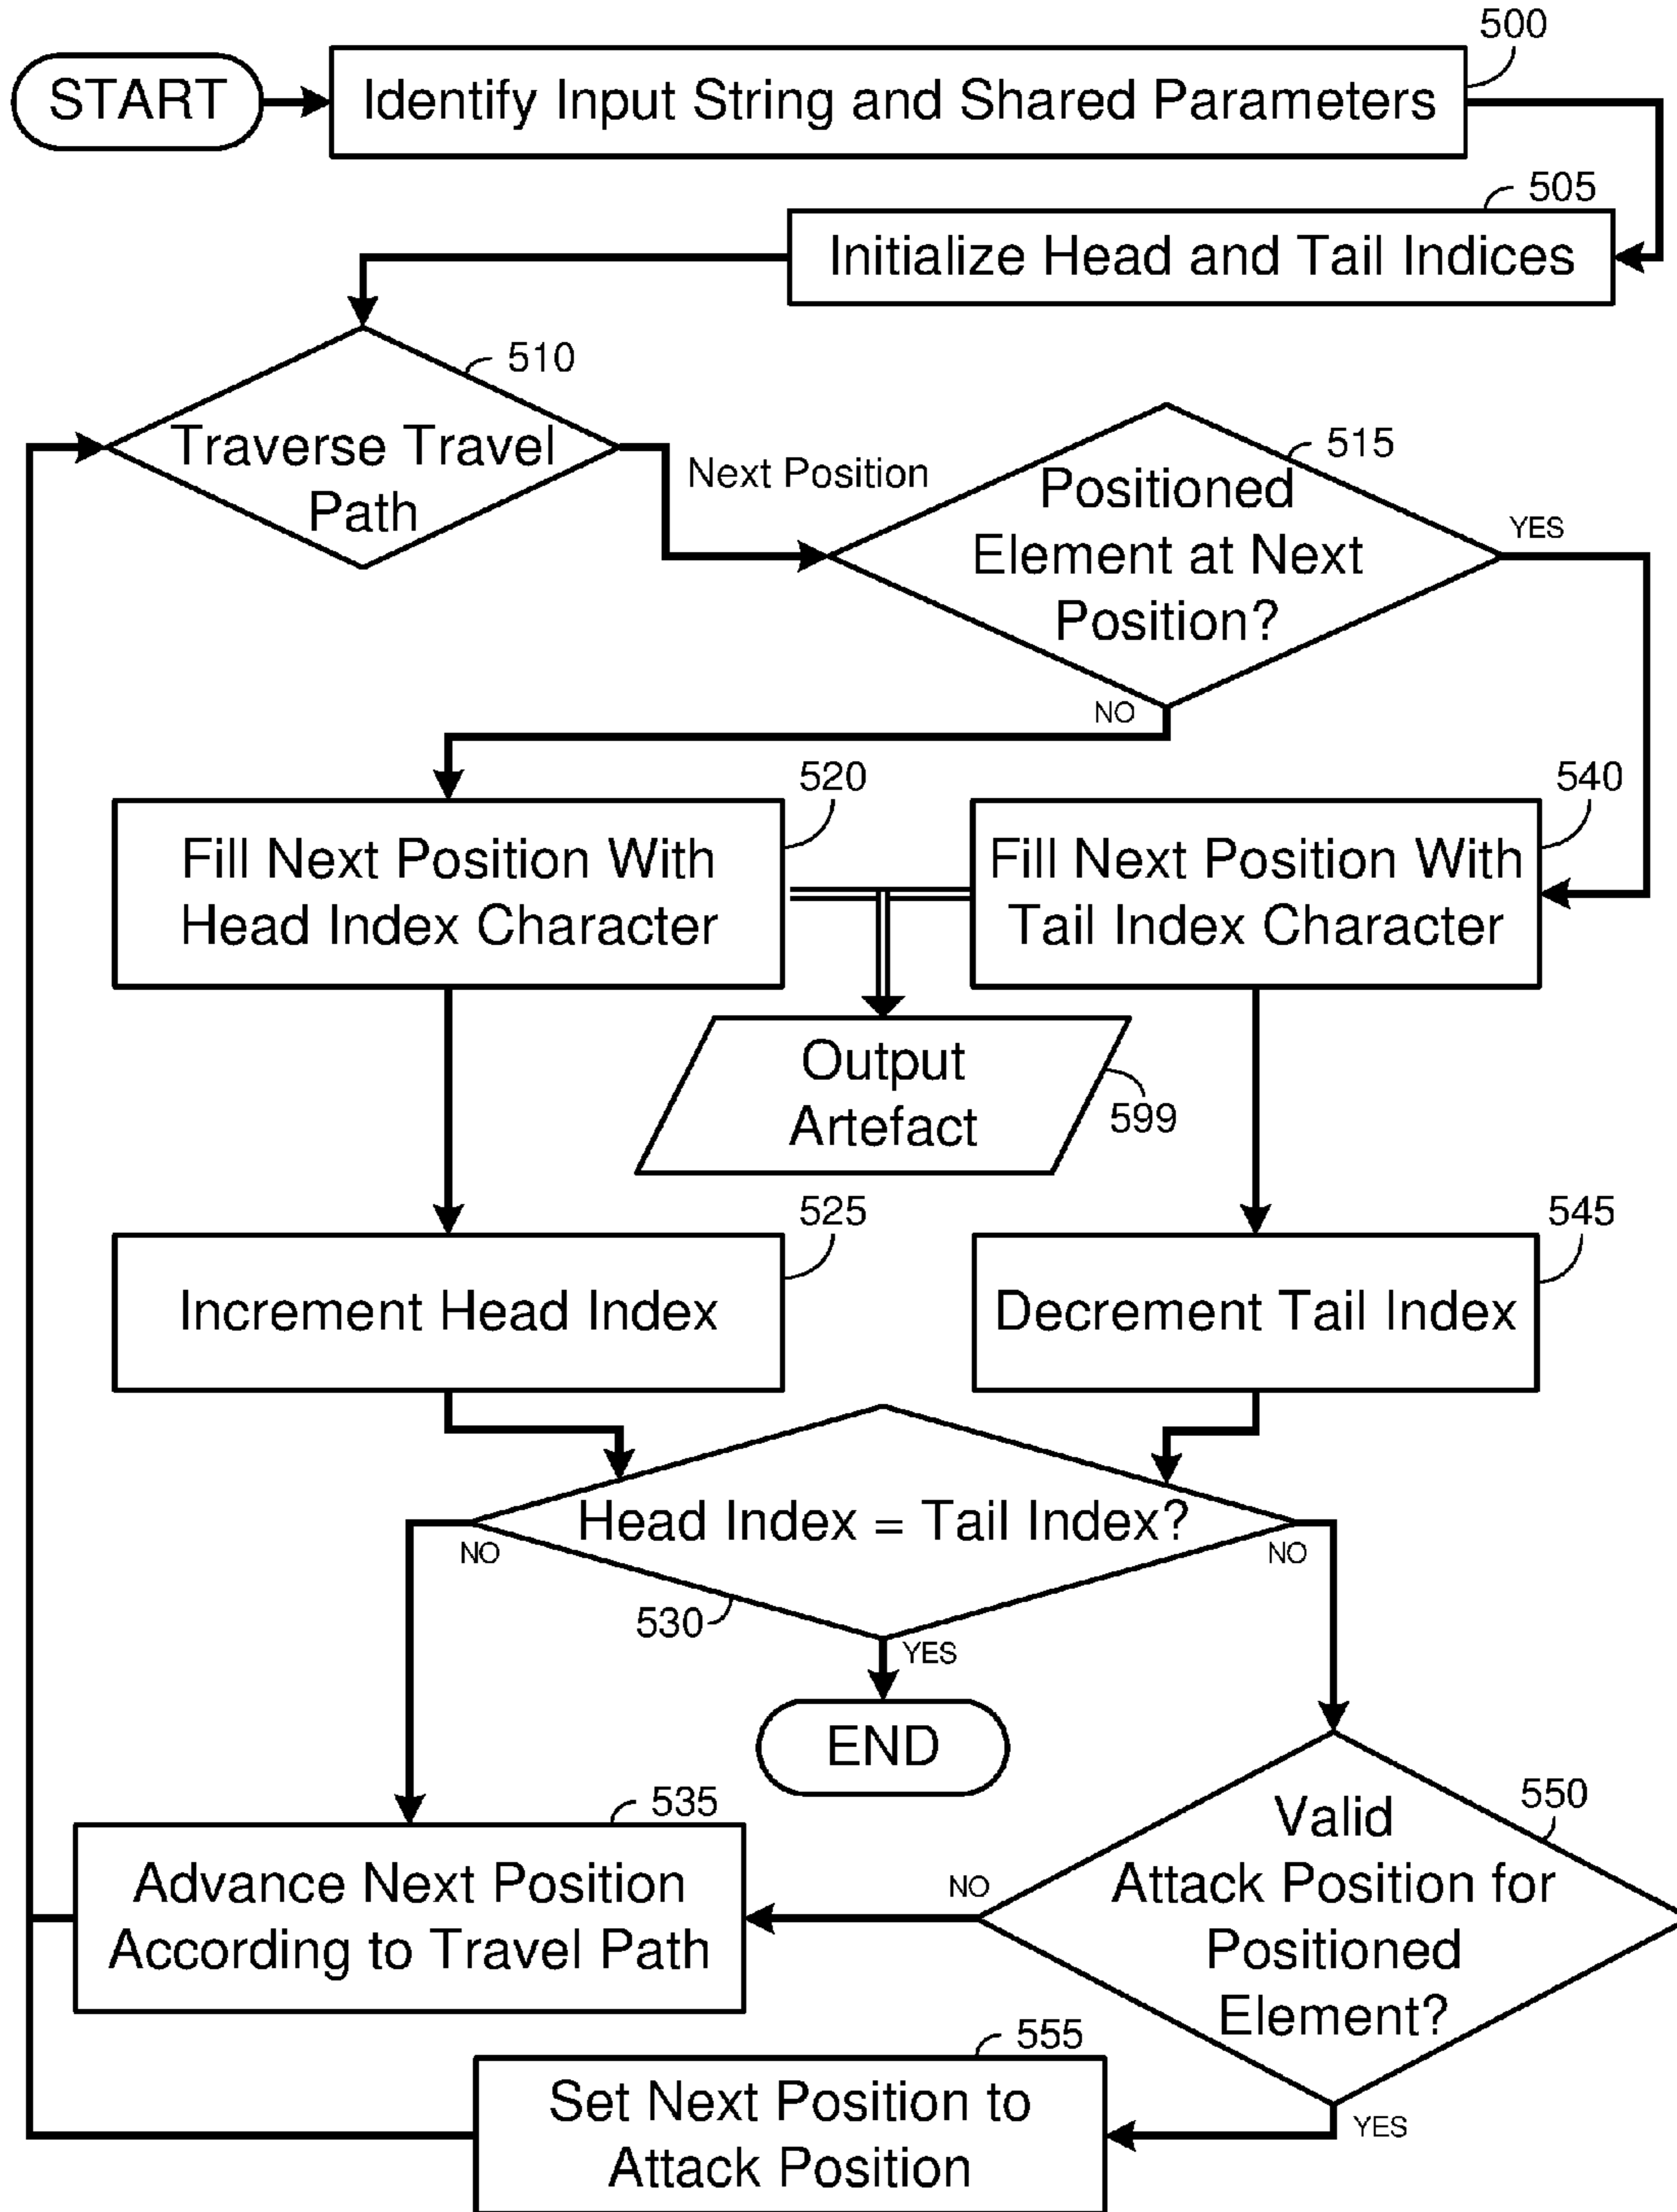 500
START
Identify Input String and Shared Parameters
505
Initialize Head and Tail Indices
510
Traverse Travel
Path
Next Position
515
Positioned
Element at Next
Position?
YES
NO
520
Fill Next Position With
Head Index Character
540
Fill Next Position With
Tail Index Character
Output
Artefact
599
525
Increment Head Index
545
Decrement Tail Index
Head Index = Tail Index?
NO
NO
530
YES
END
535
Advance Next Position
According to Travel Path
550
Valid
Attack Position for
Positioned
Element?
NO
YES
555
Set Next Position to
Attack Position